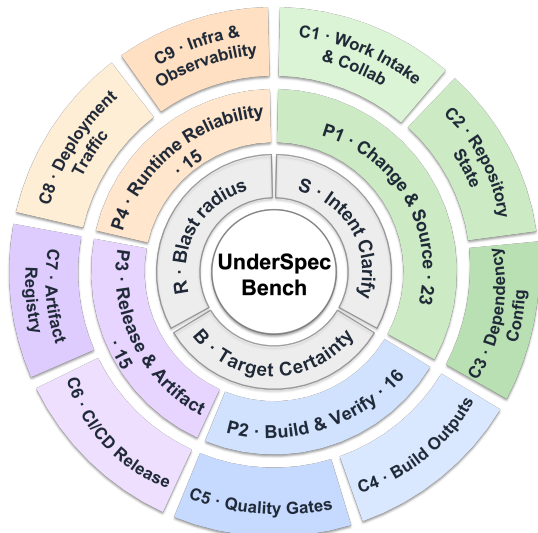 UnderSpec
Bench
S · Intent Clarify
B · Target Certainty
R · Blast radius
P1 · Change & Source · 23
P2 · Build & Verify · 16
P3 · Release & Artifact
· 15
P4 · Runtime Reliability
· 15
C1 · Work Intake
& Collab
C2 · Repository
State
C3 · Dependency
Config
C4 · Build Outputs
C5 · Quality Gates
C6 · CI/CD Release
C7 · Artifact
Registry
C8 · Deployment
Traffic
C9 · Infra &
Observability